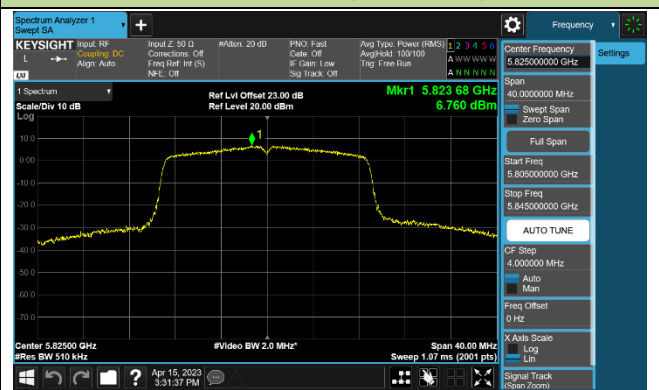 Spectrum Analyzer 1
Swept SA
+
Frequency
KEYSIGHT
L
LXI
Input: RF
Coupling: DC
Align: Auto
Input Z: 50 Ω
Corrections: Off
Freq Ref: Int (S)
NFE: Off
#Atten: 20 dB
PNO: Fast
Gate: Off
IF Gain: Low
Sig Track: Off
Avg Type: Power (RMS)
Avg|Hold: 100/100
Trig: Free Run
1 2 3 4 5 6
A W W W W W
A N N N N N
Center Frequency
5.825000000 GHz
Settings
Span
40.0000000 MHz
Swept Span
Zero Span
Full Span
Start Freq
5.805000000 GHz
Stop Freq
5.845000000 GHz
AUTO TUNE
CF Step
4.000000 MHz
Auto
Man
Freq Offset
0 Hz
X Axis Scale
Log
Lin
Signal Track
(Span Zoom)
1 Spectrum
Scale/Div 10 dB
Log
Ref Lvl Offset 23.00 dB
Ref Level 20.00 dBm
Mkr1 5.823 68 GHz
6.760 dBm
1
10.0
0.00
-10.0
-20.0
-30.0
-40.0
-50.0
-60.0
-70.0
Center 5.82500 GHz
#Res BW 510 kHz
#Video BW 2.0 MHz*
Span 40.00 MHz
Sweep 1.07 ms (2001 pts)
?
Apr 15, 2023
3:31:37 PM